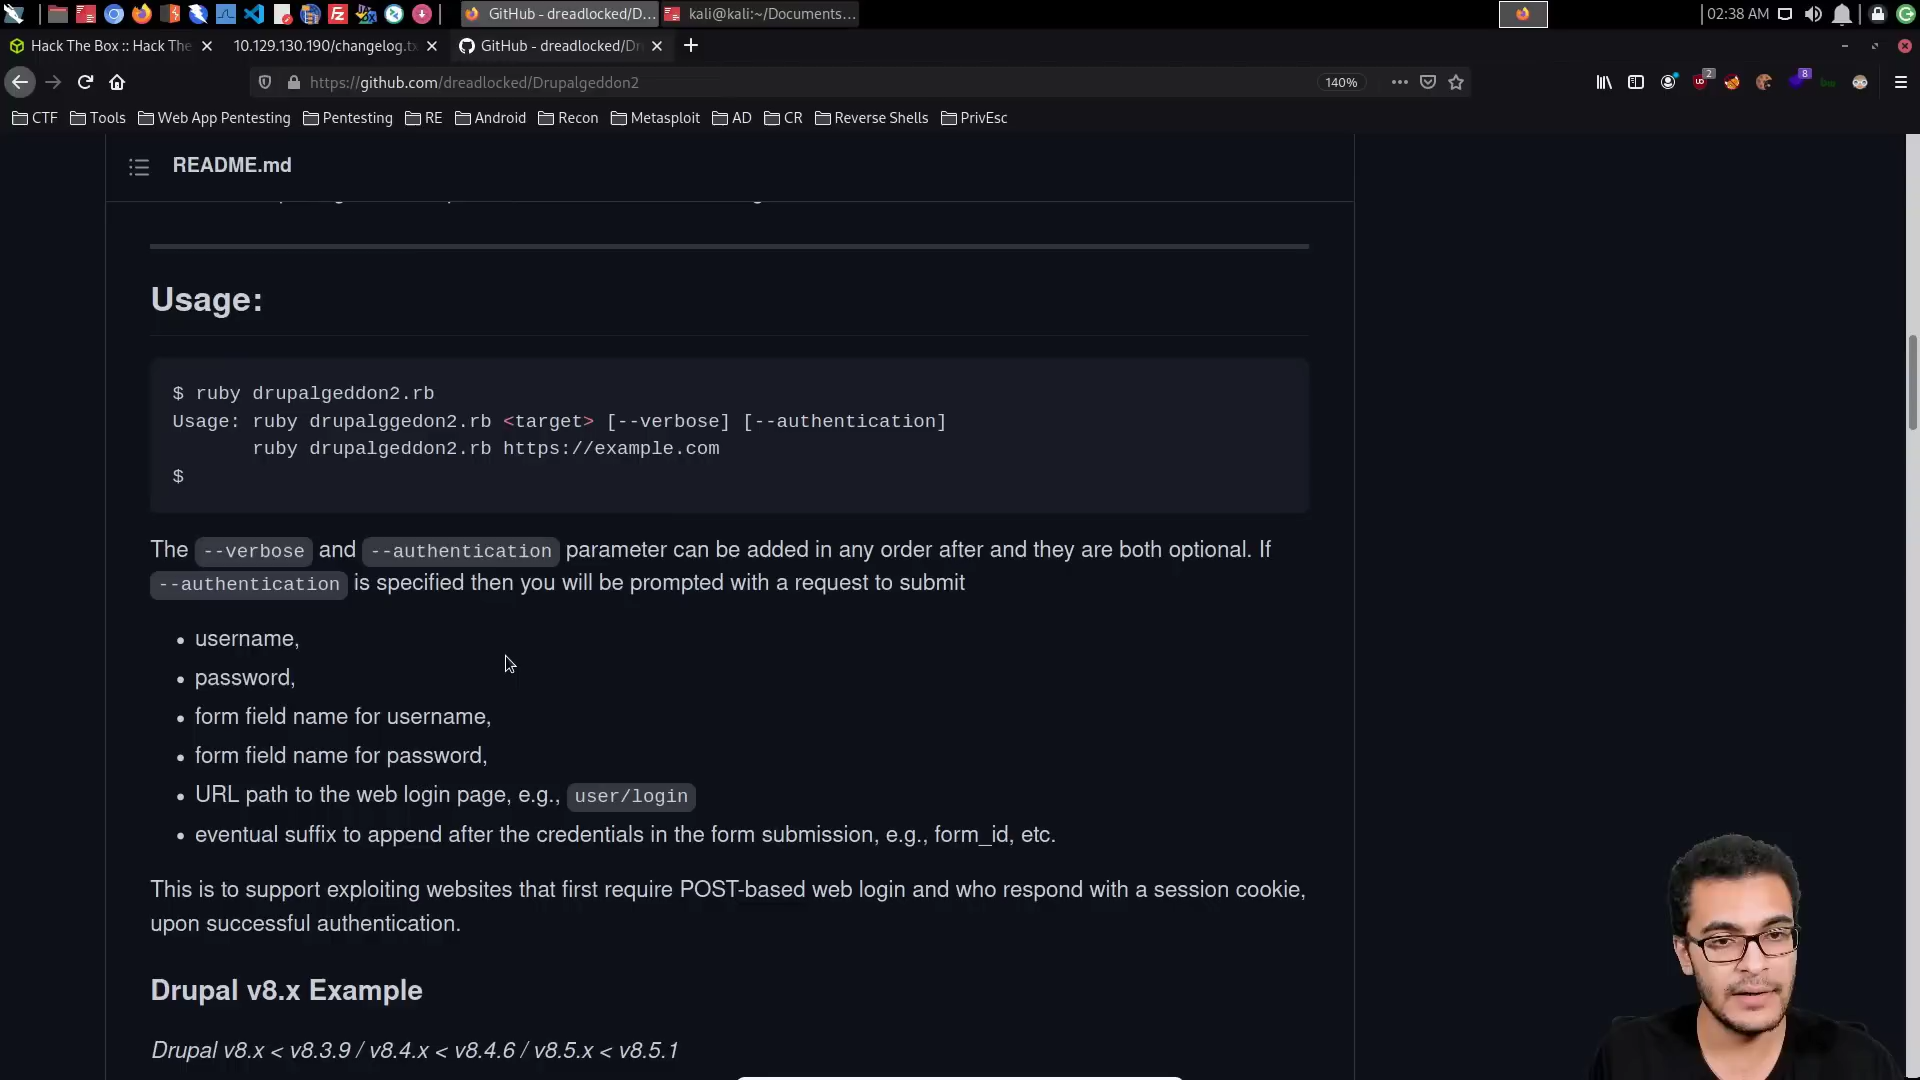 GitHub - dreadlocked/D...
kali@kali:~/Documents...
02:38 AM
Hack The Box :: Hack The
10.129.130.190/changelog.tx
GitHub - dreadlocked/Dr
https://github.com/dreadlocked/Drupalgeddon2
140%
2
8
CTF
Tools
Web App Pentesting
Pentesting
RE
Android
Recon
Metasploit
AD
CR
Reverse Shells
PrivEsc
README.md
Usage:
$ ruby drupalgeddon2.rb
Usage: ruby drupalggedon2.rb <target> [--verbose] [--authentication]
ruby drupalgeddon2.rb https://example.com
$
The --verbose and --authentication parameter can be added in any order after and they are both optional. If
--authentication is specified then you will be prompted with a request to submit
• username,
• password,
• form field name for username,
• form field name for password,
• URL path to the web login page, e.g., user/login
• eventual suffix to append after the credentials in the form submission, e.g., form_id, etc.
This is to support exploiting websites that first require POST-based web login and who respond with a session cookie,
upon successful authentication.
Drupal v8.x Example
Drupal v8.x < v8.3.9 / v8.4.x < v8.4.6 / v8.5.x < v8.5.1